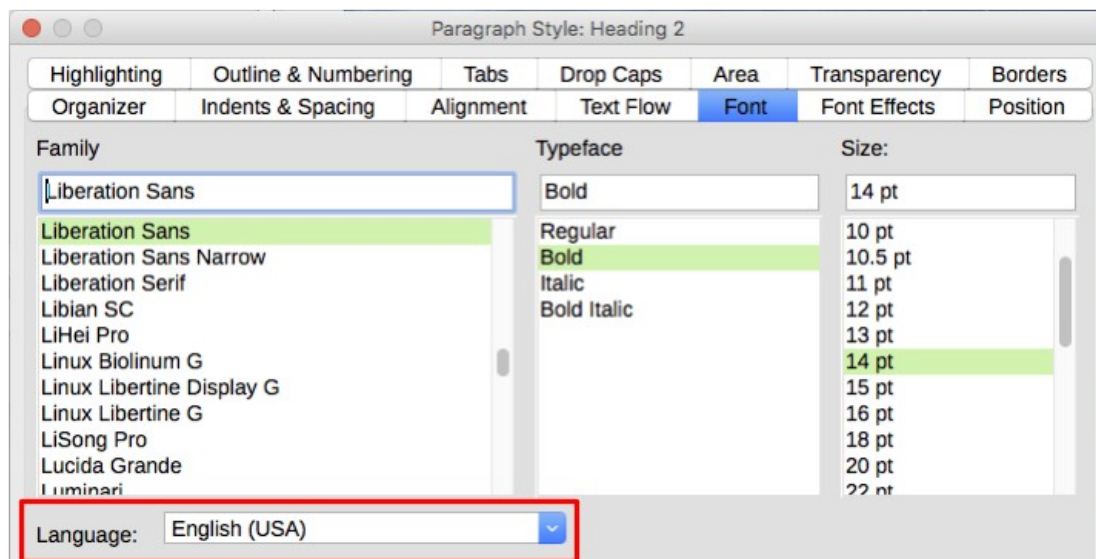 Paragraph Style: Heading 2
Highlighting Outline & Numbering Tabs Drop Caps Area Transparency Borders
Organizer Indents & Spacing Alignment Text Flow Font Font Effects Position
Family Typeface Size:
Liberation Sans Bold 14 pt
Liberation Sans Regular 10 pt
Liberation Sans Narrow Bold 10.5 pt
Liberation Serif Italic 11 pt
Libian SC Bold Italic 12 pt
LiHei Pro 13 pt
Linux Biolinum G 14 pt
Linux Libertine Display G 15 pt
Linux Libertine G 16 pt
LiSong Pro 18 pt
Lucida Grande 20 pt
Luminari 22 pt
Language: English (USA)